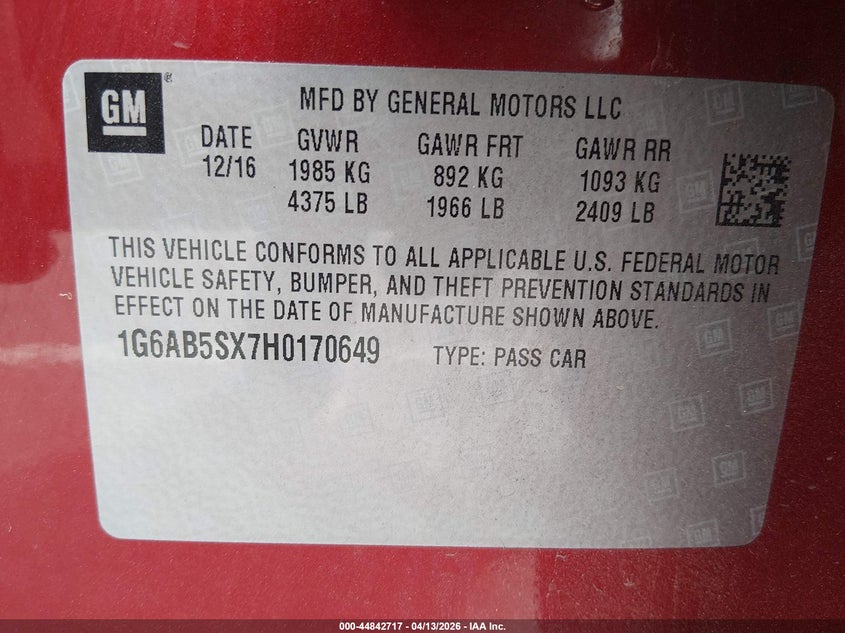 GM ®
MFD BY GENERAL MOTORS LLC
DATE GVWR GAWR FRT GAWR RR
12/16 1985 KG 892 KG 1093 KG
4375 LB 1966 LB 2409 LB
THIS VEHICLE CONFORMS TO ALL APPLICABLE U.S. FEDERAL MOTOR
VEHICLE SAFETY, BUMPER, AND THEFT PREVENTION STANDARDS IN
EFFECT ON THE DATE OF MANUFACTURE SHOWN ABOVE.
1G6AB5SX7H0170649 TYPE: PASS CAR
000-44842717 - 04/13/2026 - IAA Inc.